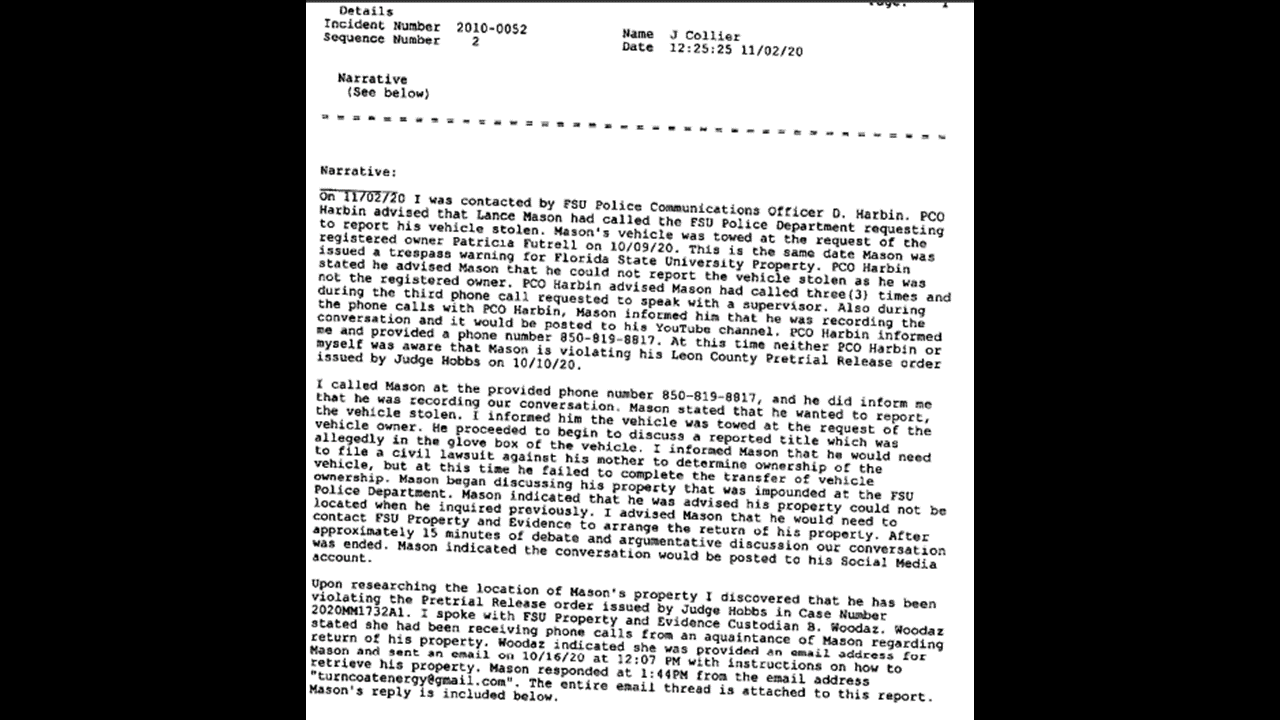 Page: 1
Details
Incident Number 2010-0052
Sequence Number 2
Name J Collier
Date 12:25:25 11/02/20
Narrative
(See below)
= = = = = = = = = = = = = = = = = = = = = = = = = = = = = = = = = = = = = = =
Narrative:
On 11/02/20 I was contacted by FSU Police Communications Officer D. Harbin. PCO
Harbin advised that Lance Mason had called the FSU Police Department requesting
to report his vehicle stolen. Mason's vehicle was towed at the request of the
registered owner Patricia Futrell on 10/09/20. This is the same date Mason was
issued a trespass warning for Florida State University Property. PCO Harbin
stated he advised Mason that he could not report the vehicle stolen as he was
not the registered owner. PCO Harbin advised Mason had called three(3) times and
during the third phone call requested to speak with a supervisor. Also during
the phone calls with PCO Harbin, Mason informed him that he was recording the
conversation and it would be posted to his YouTube channel. PCO Harbin informed
me and provided a phone number 850-819-8817. At this time neither PCO Harbin or
myself was aware that Mason is violating his Leon County Pretrial Release order
issued by Judge Hobbs on 10/10/20.
I called Mason at the provided phone number 850-819-8817, and he did inform me
that he was recording our conversation. Mason stated that he wanted to report,
the vehicle stolen. I informed him the vehicle was towed at the request of the
vehicle owner. He proceeded to begin to discuss a reported title which was
allegedly in the glove box of the vehicle. I informed Mason that he would need
to file a civil lawsuit against his mother to determine ownership of the
vehicle, but at this time he failed to complete the transfer of vehicle
ownership. Mason began discussing his property that was impounded at the FSU
Police Department. Mason indicated that he was advised his property could not be
located when he inquired previously. I advised Mason that he would need to
contact FSU Property and Evidence to arrange the return of his property. After
approximately 15 minutes of debate and argumentative discussion our conversation
was ended. Mason indicated the conversation would be posted to his Social Media
account.
Upon researching the location of Mason's property I discovered that he has been
violating the Pretrial Release order issued by Judge Hobbs in Case Number
2020MM1732A1. I spoke with FSU Property and Evidence Custodian B. Woodaz. Woodaz
stated she had been receiving phone calls from an aquaintance of Mason regarding
return of his property. Woodaz indicated she was provided an email address for
Mason and sent an email on 10/16/20 at 12:07 PM with instructions on how to
retrieve his property. Mason responded at 1:44PM from the email address
"turncoatenergy@gmail.com". The entire email thread is attached to this report.
Mason's reply is included below.